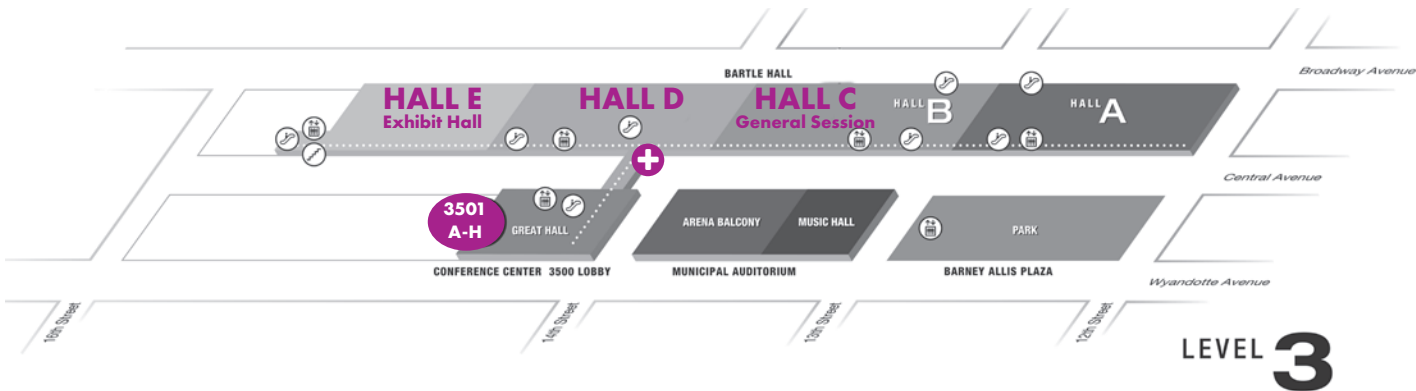 BARTLE HALL
Broadway Avenue
HALL E
Exhibit Hall
HALL D
HALL C
General Session
HALL B
HALL A
Central Avenue
3501
A-H
GREAT HALL
ARENA BALCONY
MUSIC HALL
PARK
CONFERENCE CENTER 3500 LOBBY
MUNICIPAL AUDITORIUM
BARNEY ALLIS PLAZA
Wyandotte Avenue
16th Street
14th Street
13th Street
12th Street
LEVEL 3